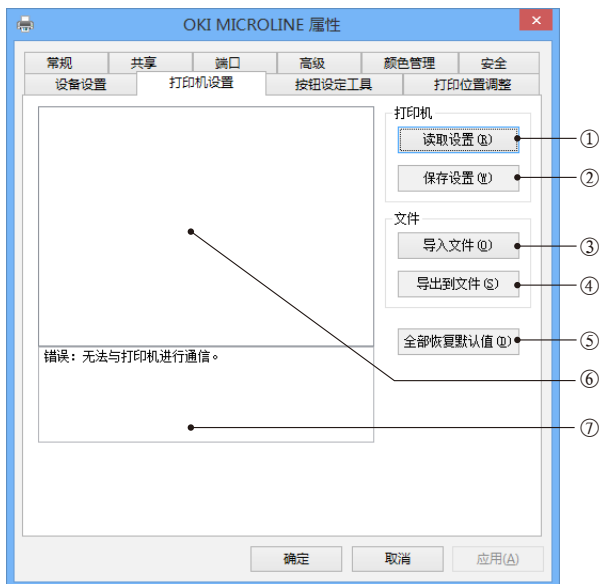 OKI MICROLINE 属性
常规 共享 端口 高级 颜色管理 安全
设备设置 打印机设置 按钮设定工具 打印位置调整
打印机
读取设置(R) ①
保存设置(W) ②
文件
导入文件(O) ③
导出到文件(S) ④
全部恢复默认值(D) ⑤
错误：无法与打印机进行通信。
⑥
⑦
确定 取消 应用(A)